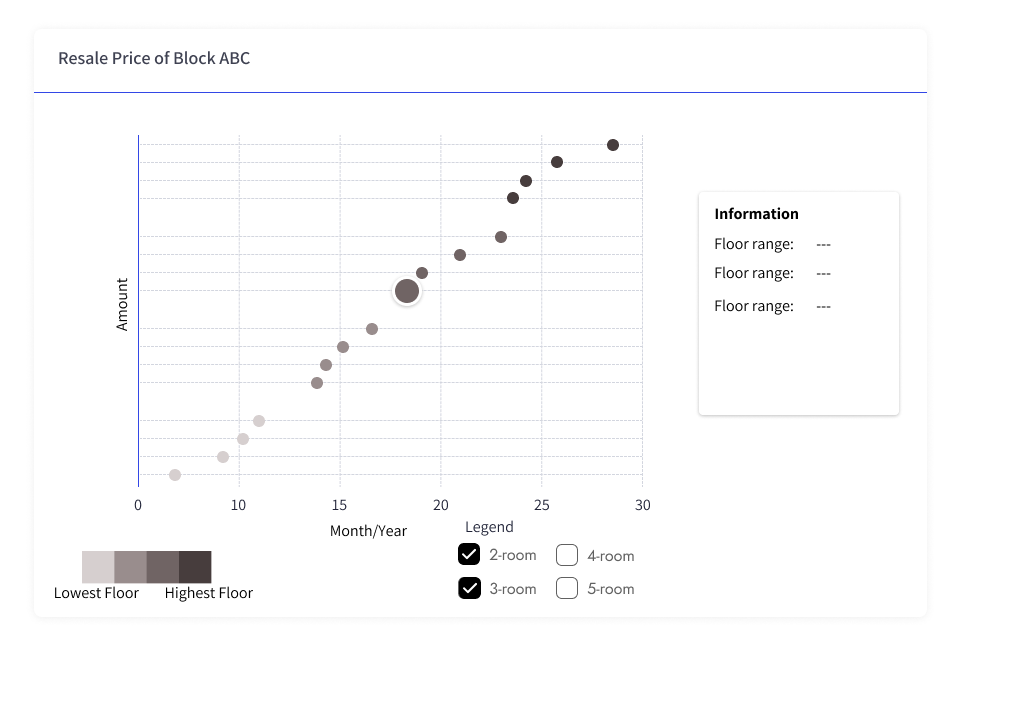 Resale Price of Block ABC
Amount
Information
Floor range: ---
Floor range: ---
Floor range: ---
0 10 15 20 25 30
Month/Year
Legend
2-room 4-room
3-room 5-room
Lowest Floor Highest Floor